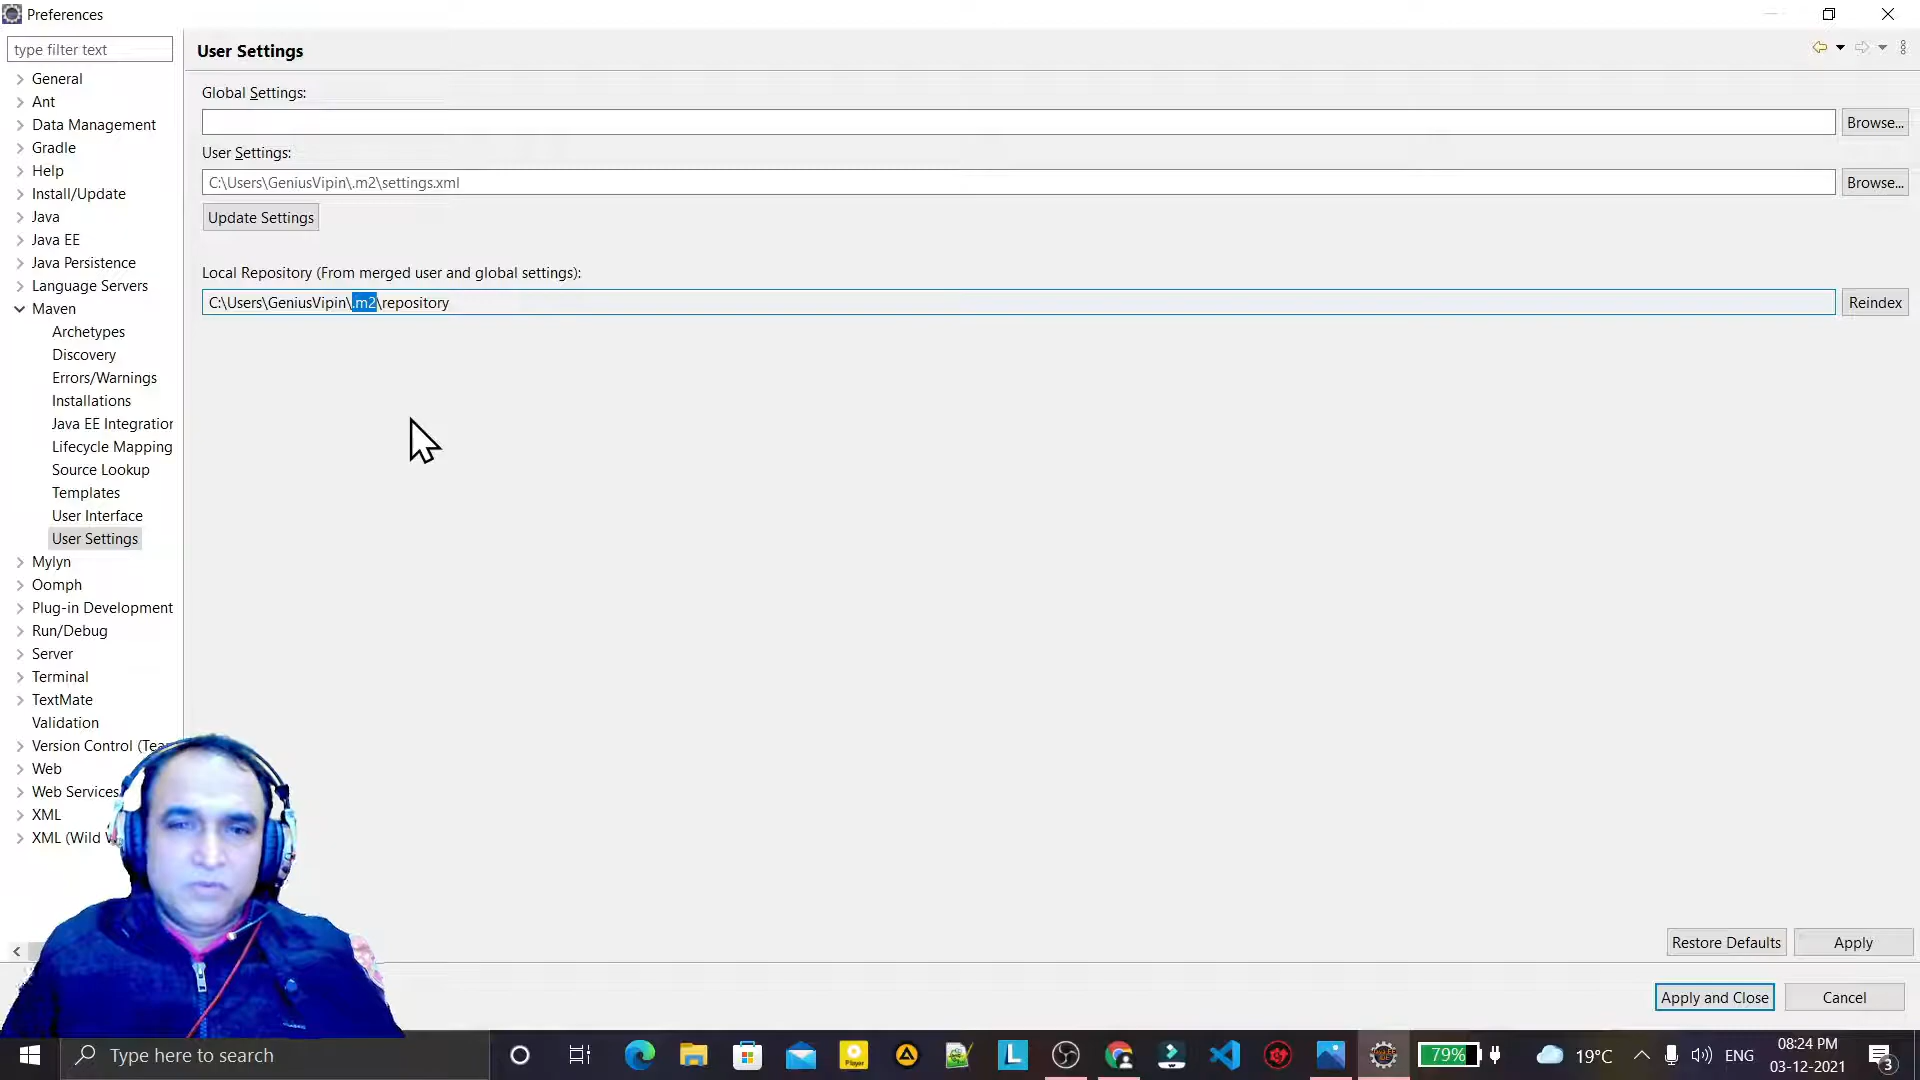 Preferences
type filter text
General
Ant
Data Management
Gradle
Help
Install/Update
Java
Java EE
Java Persistence
Language Servers
Maven
Archetypes
Discovery
Errors/Warnings
Installations
Java EE Integration
Lifecycle Mapping
Source Lookup
Templates
User Interface
User Settings
Mylyn
Oomph
Plug-in Development
Run/Debug
Server
Terminal
TextMate
Validation
Version Control (Tea
Web
Web Services
XML
XML (Wild
User Settings
Global Settings:
Browse...
User Settings:
C:\Users\GeniusVipin\.m2\settings.xml
Browse...
Update Settings
Local Repository (From merged user and global settings):
C:\Users\GeniusVipin\.m2\repository
Reindex
Restore Defaults
Apply
Apply and Close
Cancel
Type here to search
Player
L
79%
19°C
ENG
08:24 PM
03-12-2021
3